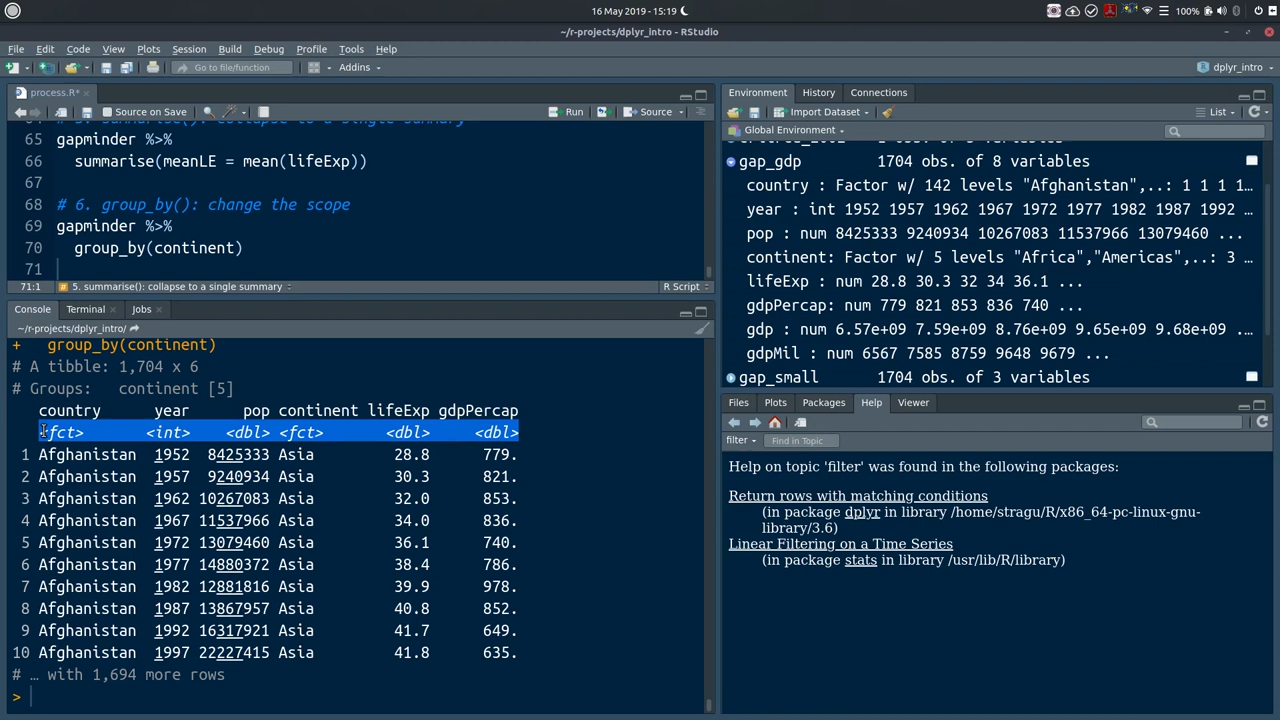 16 May 2019 - 15:19
100%
~/r-projects/dplyr_intro - RStudio
File Edit Code View Plots Session Build Debug Profile Tools Help
Go to file/function
Addins
dplyr_intro
process.R*
Source on Save
Run
Source
65 gapminder %>%
66 summarise(meanLE = mean(lifeExp))
67
68 # 6. group_by(): change the scope
69 gapminder %>%
70 group_by(continent)
71
71:1 5. summarise(): collapse to a single summary R Script
Console Terminal Jobs
~/r-projects/dplyr_intro/
+ group_by(continent)
# A tibble: 1,704 x 6
# Groups: continent [5]
country year pop continent lifeExp gdpPercap
<fct> <int> <dbl> <fct> <dbl> <dbl>
1 Afghanistan 1952 8425333 Asia 28.8 779.
2 Afghanistan 1957 9240934 Asia 30.3 821.
3 Afghanistan 1962 10267083 Asia 32.0 853.
4 Afghanistan 1967 11537966 Asia 34.0 836.
5 Afghanistan 1972 13079460 Asia 36.1 740.
6 Afghanistan 1977 14880372 Asia 38.4 786.
7 Afghanistan 1982 12881816 Asia 39.9 978.
8 Afghanistan 1987 13867957 Asia 40.8 852.
9 Afghanistan 1992 16317921 Asia 41.7 649.
10 Afghanistan 1997 22227415 Asia 41.8 635.
# … with 1,694 more rows
>
Environment History Connections
Import Dataset
List
Global Environment
gap_gdp 1704 obs. of 8 variables
country : Factor w/ 142 levels "Afghanistan",..: 1 1 1 1…
year : int 1952 1957 1962 1967 1972 1977 1982 1987 1992 …
pop : num 8425333 9240934 10267083 11537966 13079460 ...
continent: Factor w/ 5 levels "Africa","Americas",..: 3 …
lifeExp : num 28.8 30.3 32 34 36.1 ...
gdpPercap: num 779 821 853 836 740 ...
gdp : num 6.57e+09 7.59e+09 8.76e+09 9.65e+09 9.68e+09 ..…
gdpMil : num 6567 7585 8759 9648 9679 ...
gap_small 1704 obs. of 3 variables
Files Plots Packages Help Viewer
filter
Find in Topic
Help on topic 'filter' was found in the following packages:
Return rows with matching conditions
(in package dplyr in library /home/stragu/R/x86_64-pc-linux-gnu-
library/3.6)
Linear Filtering on a Time Series
(in package stats in library /usr/lib/R/library)